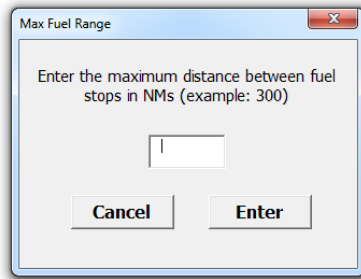 Max Fuel Range
Enter the maximum distance between fuel
stops in NMs (example: 300)
Cancel Enter